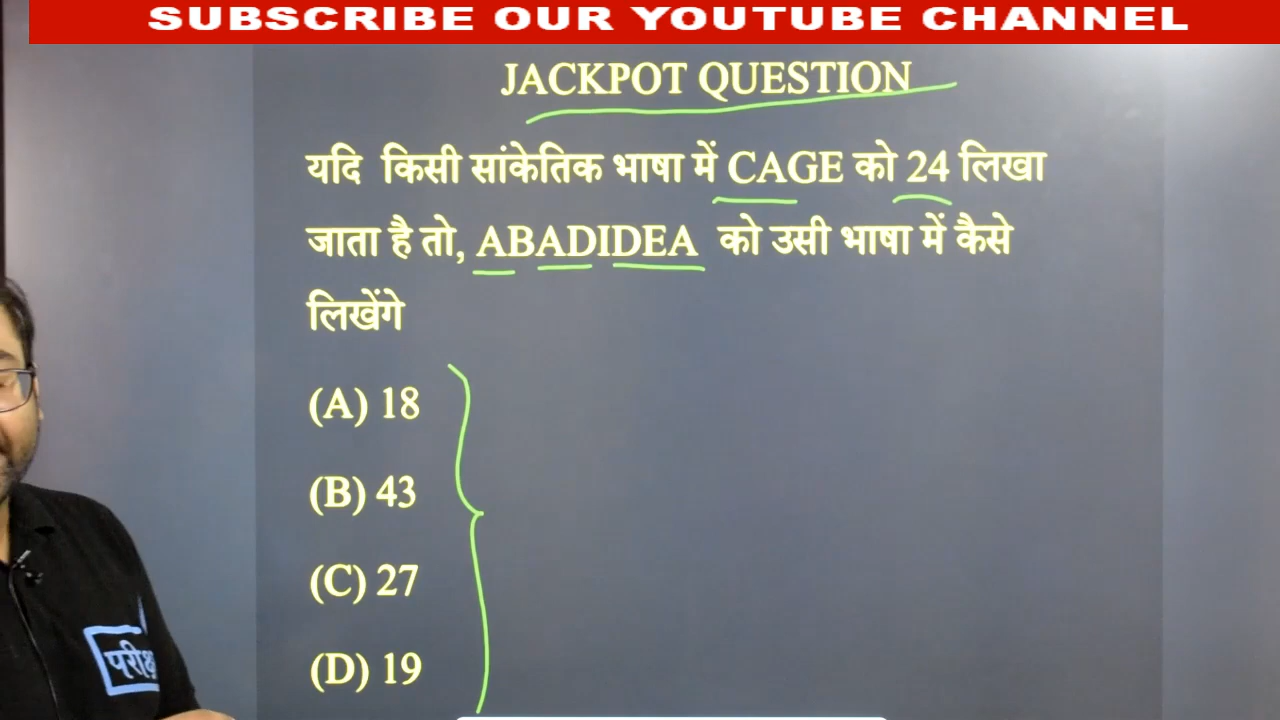 SUBSCRIBE OUR YOUTUBE CHANNEL
JACKPOT QUESTION
यदि किसी सांकेतिक भाषा में CAGE को 24 लिखा
जाता है तो, ABADIDEA को उसी भाषा में कैसे
लिखेंगे
(A) 18
(B) 43
(C) 27
(D) 19